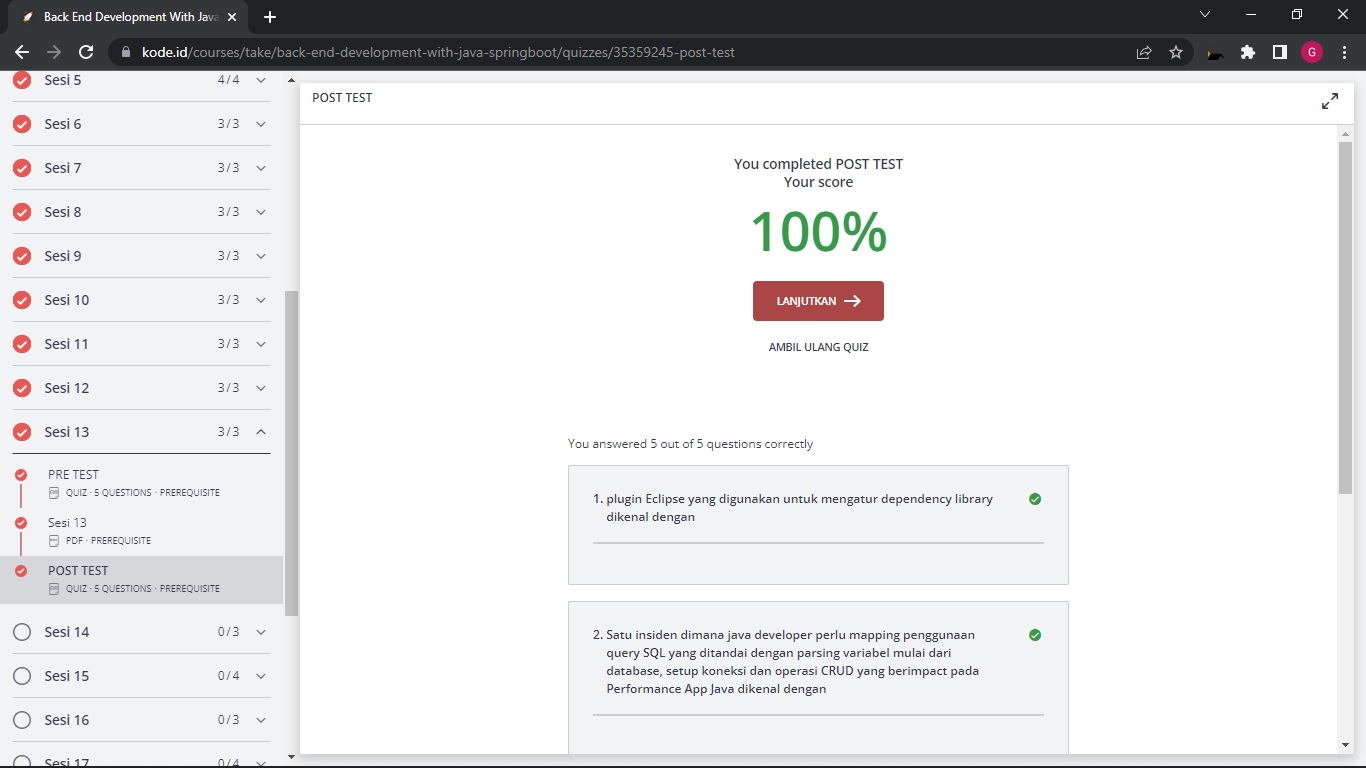 Back End Development With Java
kode.id/courses/take/back-end-development-with-java-springboot/quizzes/35359245-post-test
G
Sesi 5 4/4
Sesi 6 3/3
Sesi 7 3/3
Sesi 8 3/3
Sesi 9 3/3
Sesi 10 3/3
Sesi 11 3/3
Sesi 12 3/3
Sesi 13 3/3
PRE TEST
QUIZ · 5 QUESTIONS · PREREQUISITE
Sesi 13
PDF · PREREQUISITE
POST TEST
QUIZ · 5 QUESTIONS · PREREQUISITE
Sesi 14 0/3
Sesi 15 0/4
Sesi 16 0/3
Sesi 17 0/4
POST TEST
You completed POST TEST
Your score
100%
LANJUTKAN
AMBIL ULANG QUIZ
You answered 5 out of 5 questions correctly
1. plugin Eclipse yang digunakan untuk mengatur dependency library
dikenal dengan
2. Satu insiden dimana java developer perlu mapping penggunaan
query SQL yang ditandai dengan parsing variabel mulai dari
database, setup koneksi dan operasi CRUD yang berimpact pada
Performance App Java dikenal dengan